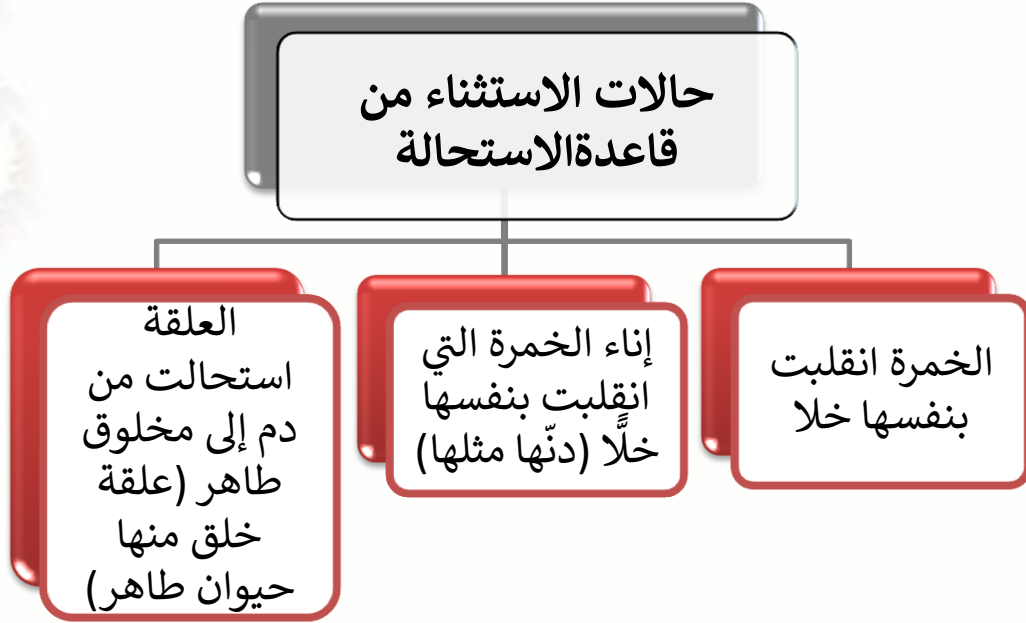 حالات الاستثناء من
قاعدةالاستحالة
الخمرة انقلبت
بنفسها خلا
إناء الخمرة التي
انقلبت بنفسها
خلًّا (دنّها مثلها)
العلقة
استحالت من
دم إلى مخلوق
طاهر (علقة
خلق منها
حيوان طاهر)